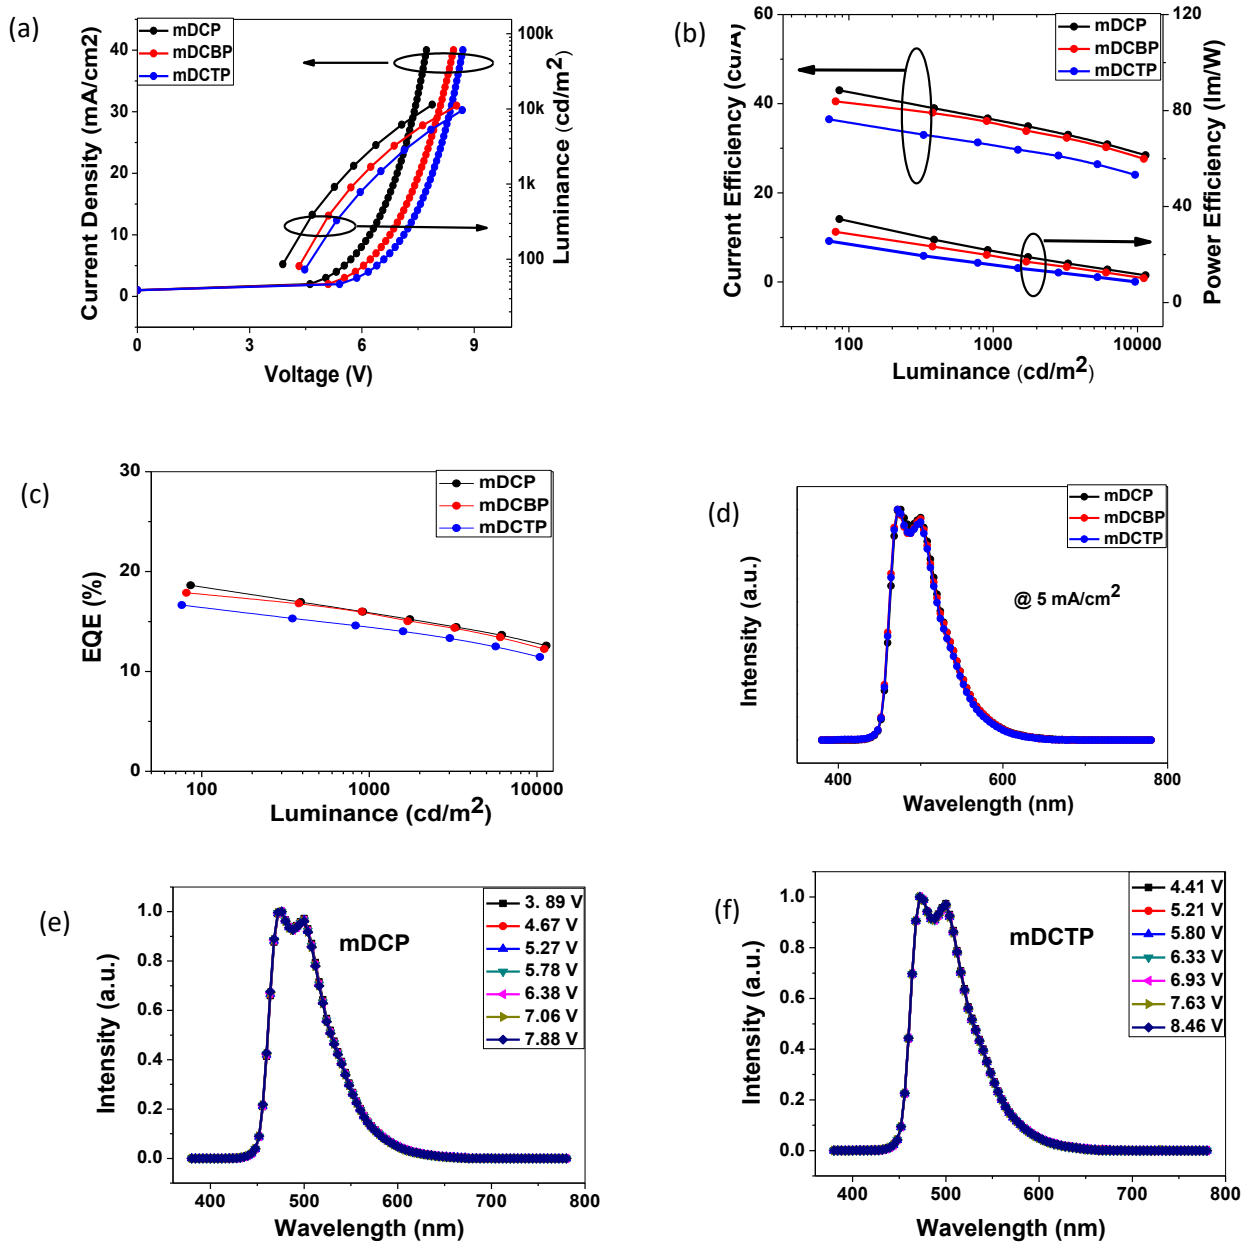 (a)
mDCP
mDCBP
mDCTP
Current Density (mA/cm2)
40
30
20
10
0
100k
10k
1k
100
Luminance (cd/m²)
0
3
6
9
Voltage (V)
(b)
mDCP
mDCBP
mDCTP
Current Efficiency (cd/A)
60
40
20
0
120
80
40
0
Power Efficiency (lm/W)
100
1000
10000
Luminance (cd/m²)
(c)
mDCP
mDCBP
mDCTP
EQE (%)
30
20
10
0
100
1000
10000
Luminance (cd/m²)
(d)
mDCP
mDCBP
mDCTP
@ 5 mA/cm²
Intensity (a.u.)
400
600
800
Wavelength (nm)
(e)
mDCP
3. 89 V
4.67 V
5.27 V
5.78 V
6.38 V
7.06 V
7.88 V
Intensity (a.u.)
1.0
0.8
0.6
0.4
0.2
0.0
400
500
600
700
800
Wavelength (nm)
(f)
mDCTP
4.41 V
5.21 V
5.80 V
6.33 V
6.93 V
7.63 V
8.46 V
Intensity (a.u.)
1.0
0.8
0.6
0.4
0.2
0.0
400
500
600
700
800
Wavelength (nm)